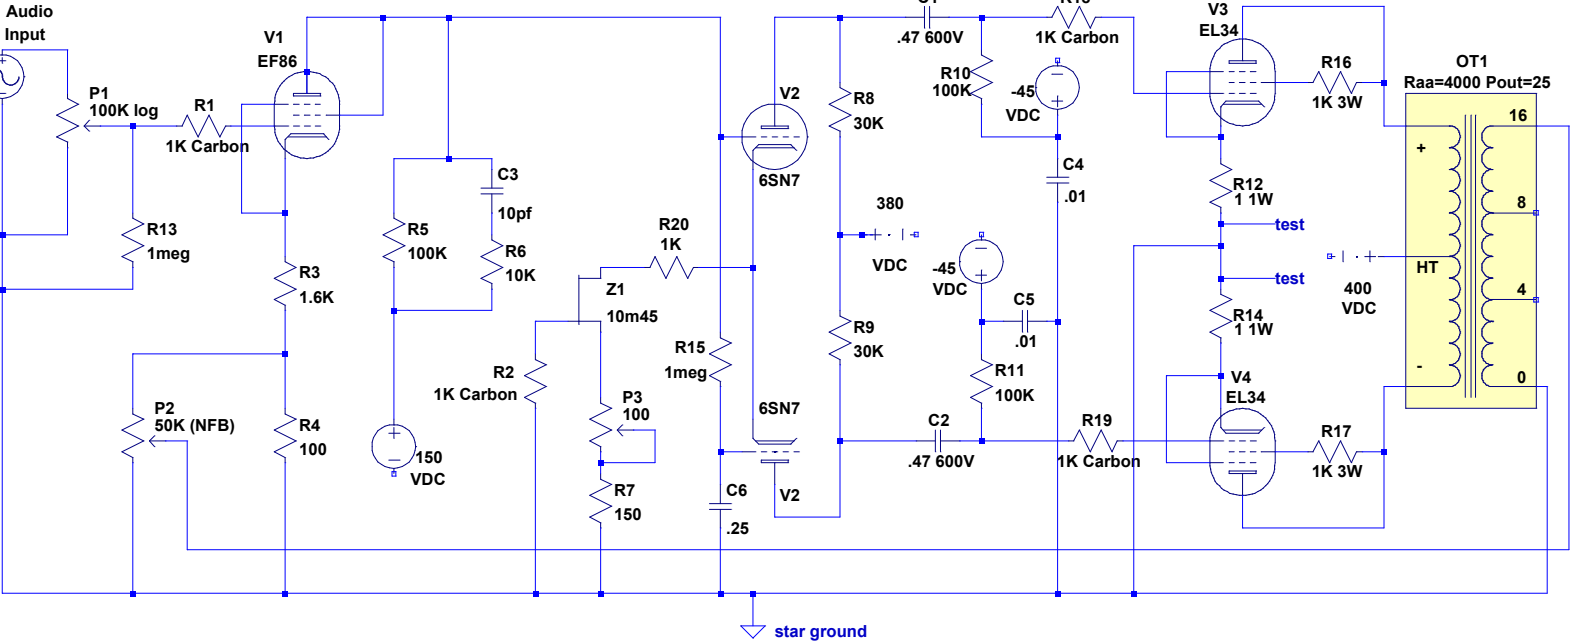 Audio
Input
P1
100K log
R1
1K Carbon
V1
EF86
R13
1meg
R3
1.6K
P2
50K (NFB)
R4
100
R5
100K
C3
10pf
R6
10K
150
VDC
R20
1K
Z1
10m45
R2
1K Carbon
P3
100
R7
150
R15
1meg
C6
.25
V2
6SN7
6SN7
V2
R8
30K
380
VDC
R9
30K
.47 600V
R10
100K
-45
VDC
1K Carbon
C4
.01
-45
VDC
C5
.01
R11
100K
C2
.47 600V
R19
1K Carbon
V3
EL34
R16
1K 3W
R12
1 1W
test
test
R14
1 1W
V4
EL34
R17
1K 3W
400
VDC
OT1
Raa=4000 Pout=25
+
HT
-
16
8
4
0
star ground